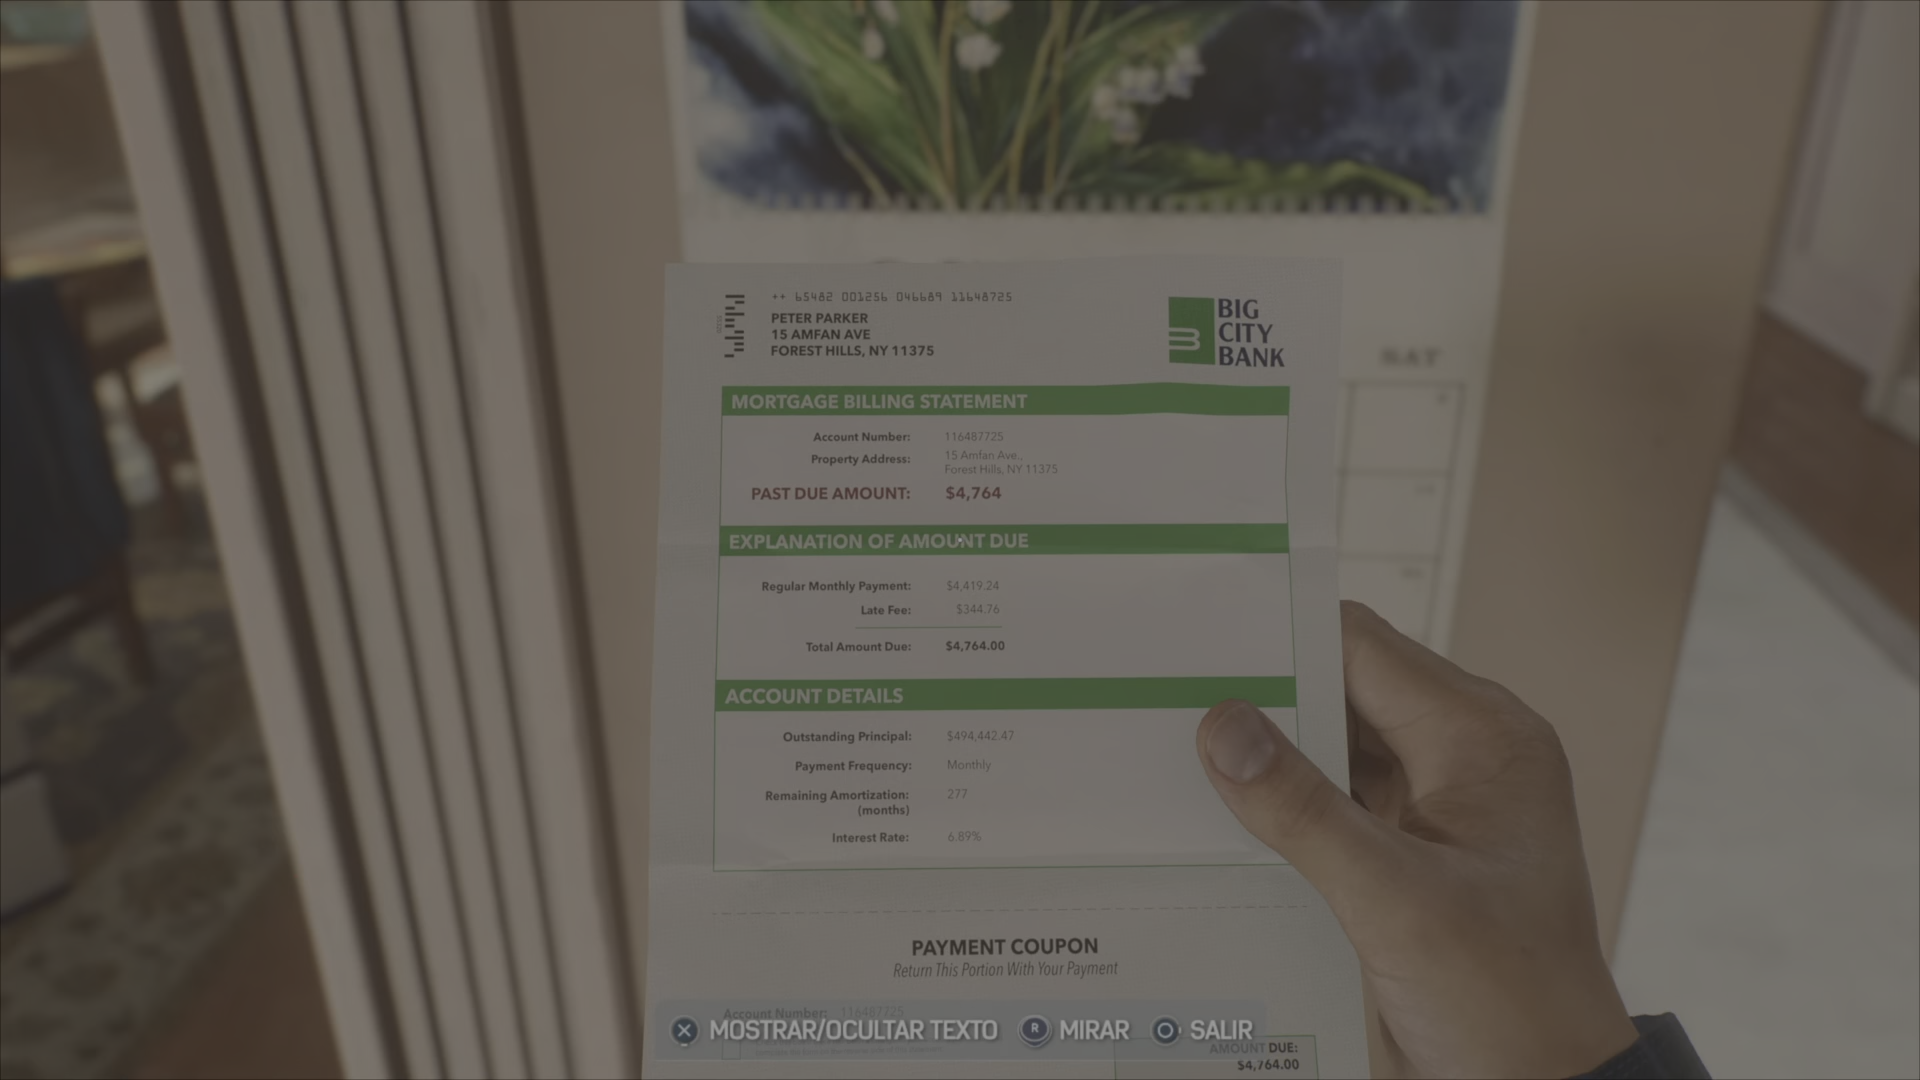 ++ 65482 001256 046689 11648725
PETER PARKER
15 AMFAN AVE
FOREST HILLS, NY 11375
BIG
CITY
BANK
SAT
MORTGAGE BILLING STATEMENT
Account Number: 116487725
Property Address: 15 Amfan Ave.,
Forest Hills, NY 11375
PAST DUE AMOUNT: $4,764
EXPLANATION OF AMOUNT DUE
Regular Monthly Payment: $4,419.24
Late Fee: $344.76
Total Amount Due: $4,764.00
ACCOUNT DETAILS
Outstanding Principal: $494,442.47
Payment Frequency: Monthly
Remaining Amortization: 277
(months)
Interest Rate: 6.89%
PAYMENT COUPON
Return This Portion With Your Payment
Account Number: 116487725
MOSTRAR/OCULTAR TEXTO R MIRAR SALIR
AMOUNT DUE:
$4,764.00